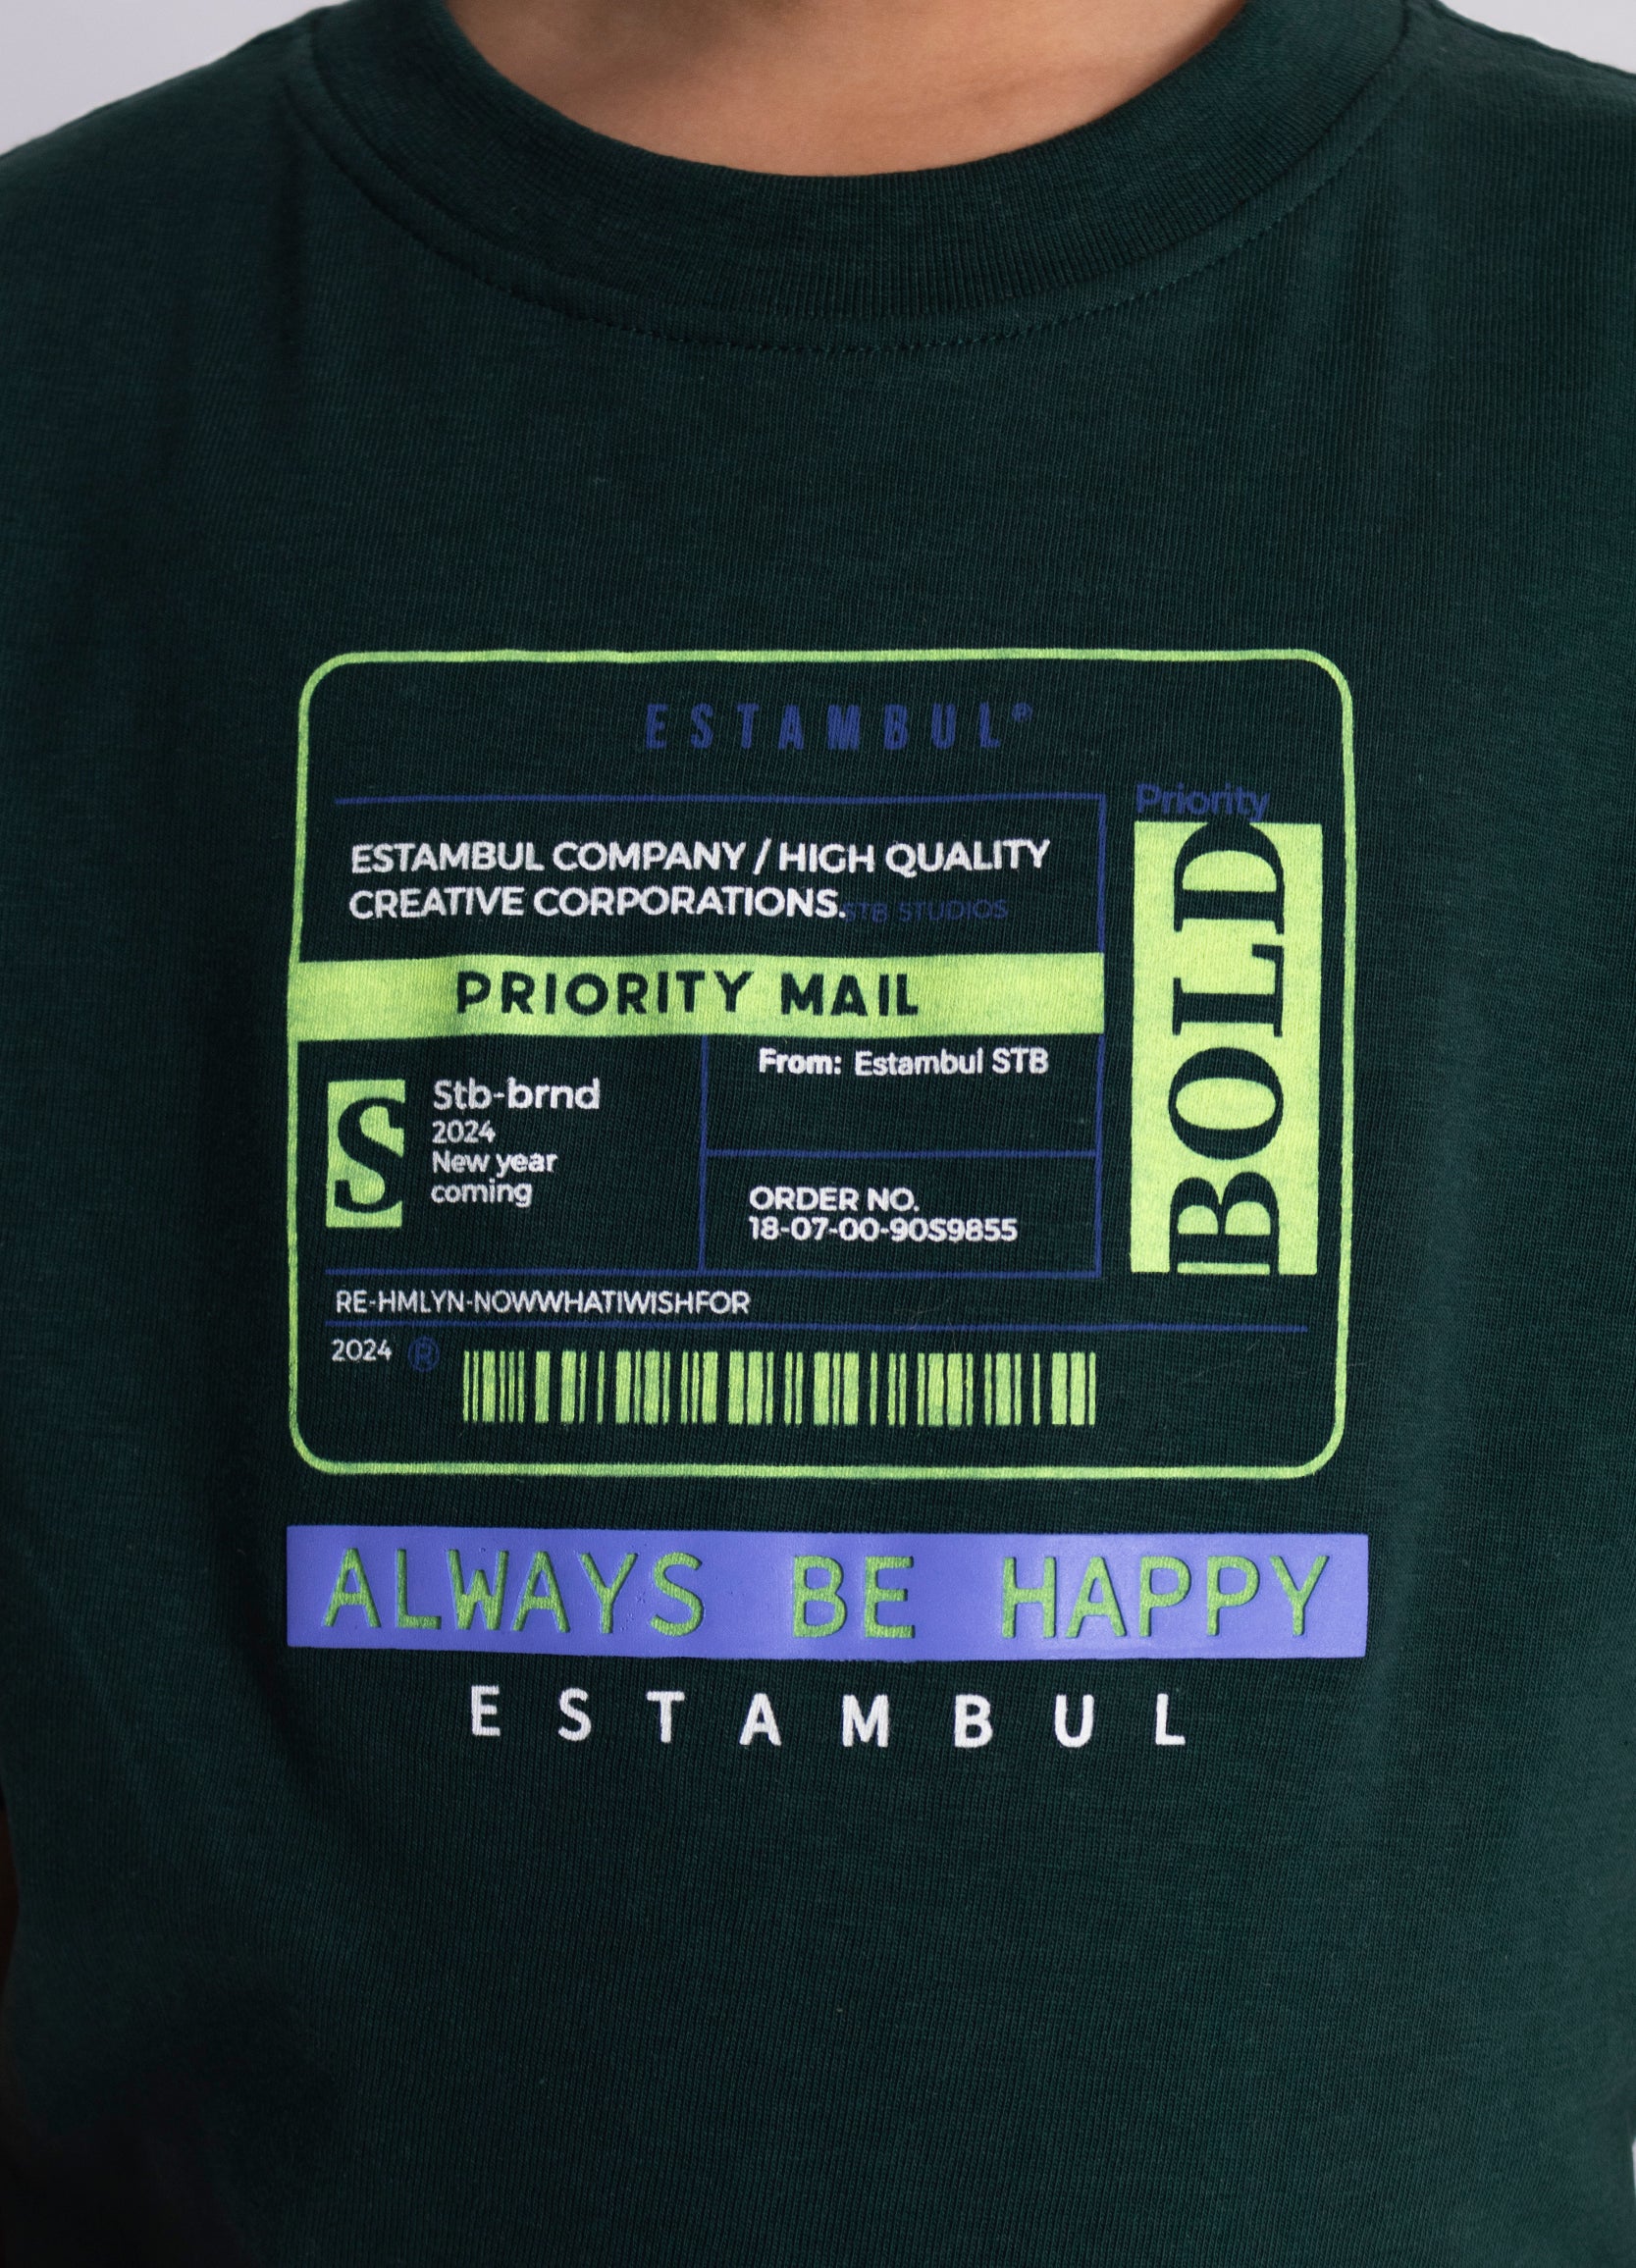 ESTAMBUL®
Priority
BOLD
ESTAMBUL COMPANY / HIGH QUALITY
CREATIVE CORPORATIONS. STB STUDIOS
PRIORITY MAIL
S
Stb-brnd
2024
New year
coming
From: Estambul STB
ORDER NO.
18-07-00-90S9855
RE-HMLYN-NOWWHATIWISHFOR
2024 ®
ALWAYS BE HAPPY
ESTAMBUL